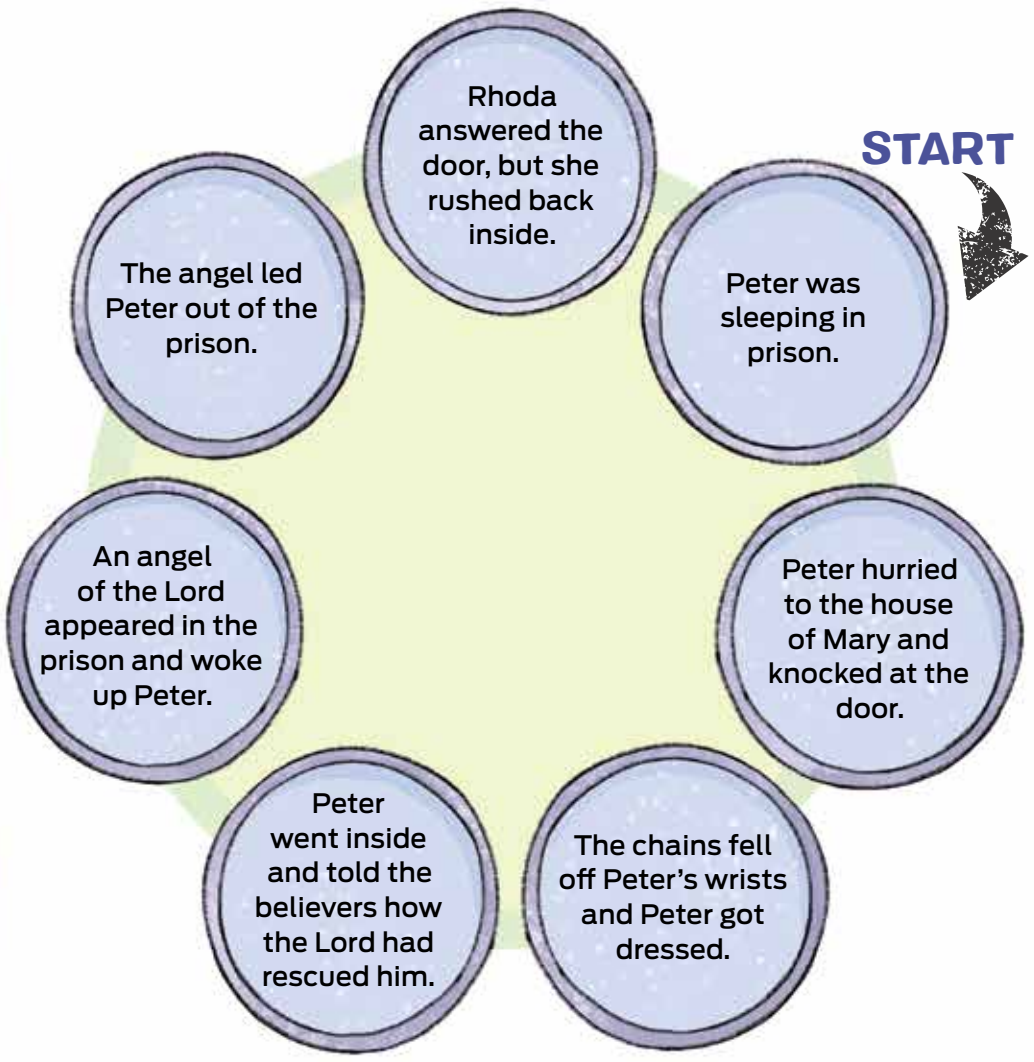 START
Rhoda
answered the
door, but she
rushed back
inside.
Peter was
sleeping in
prison.
Peter hurried
to the house
of Mary and
knocked at the
door.
The chains fell
off Peter’s wrists
and Peter got
dressed.
Peter
went inside
and told the
believers how
the Lord had
rescued him.
An angel
of the Lord
appeared in the
prison and woke
up Peter.
The angel led
Peter out of the
prison.